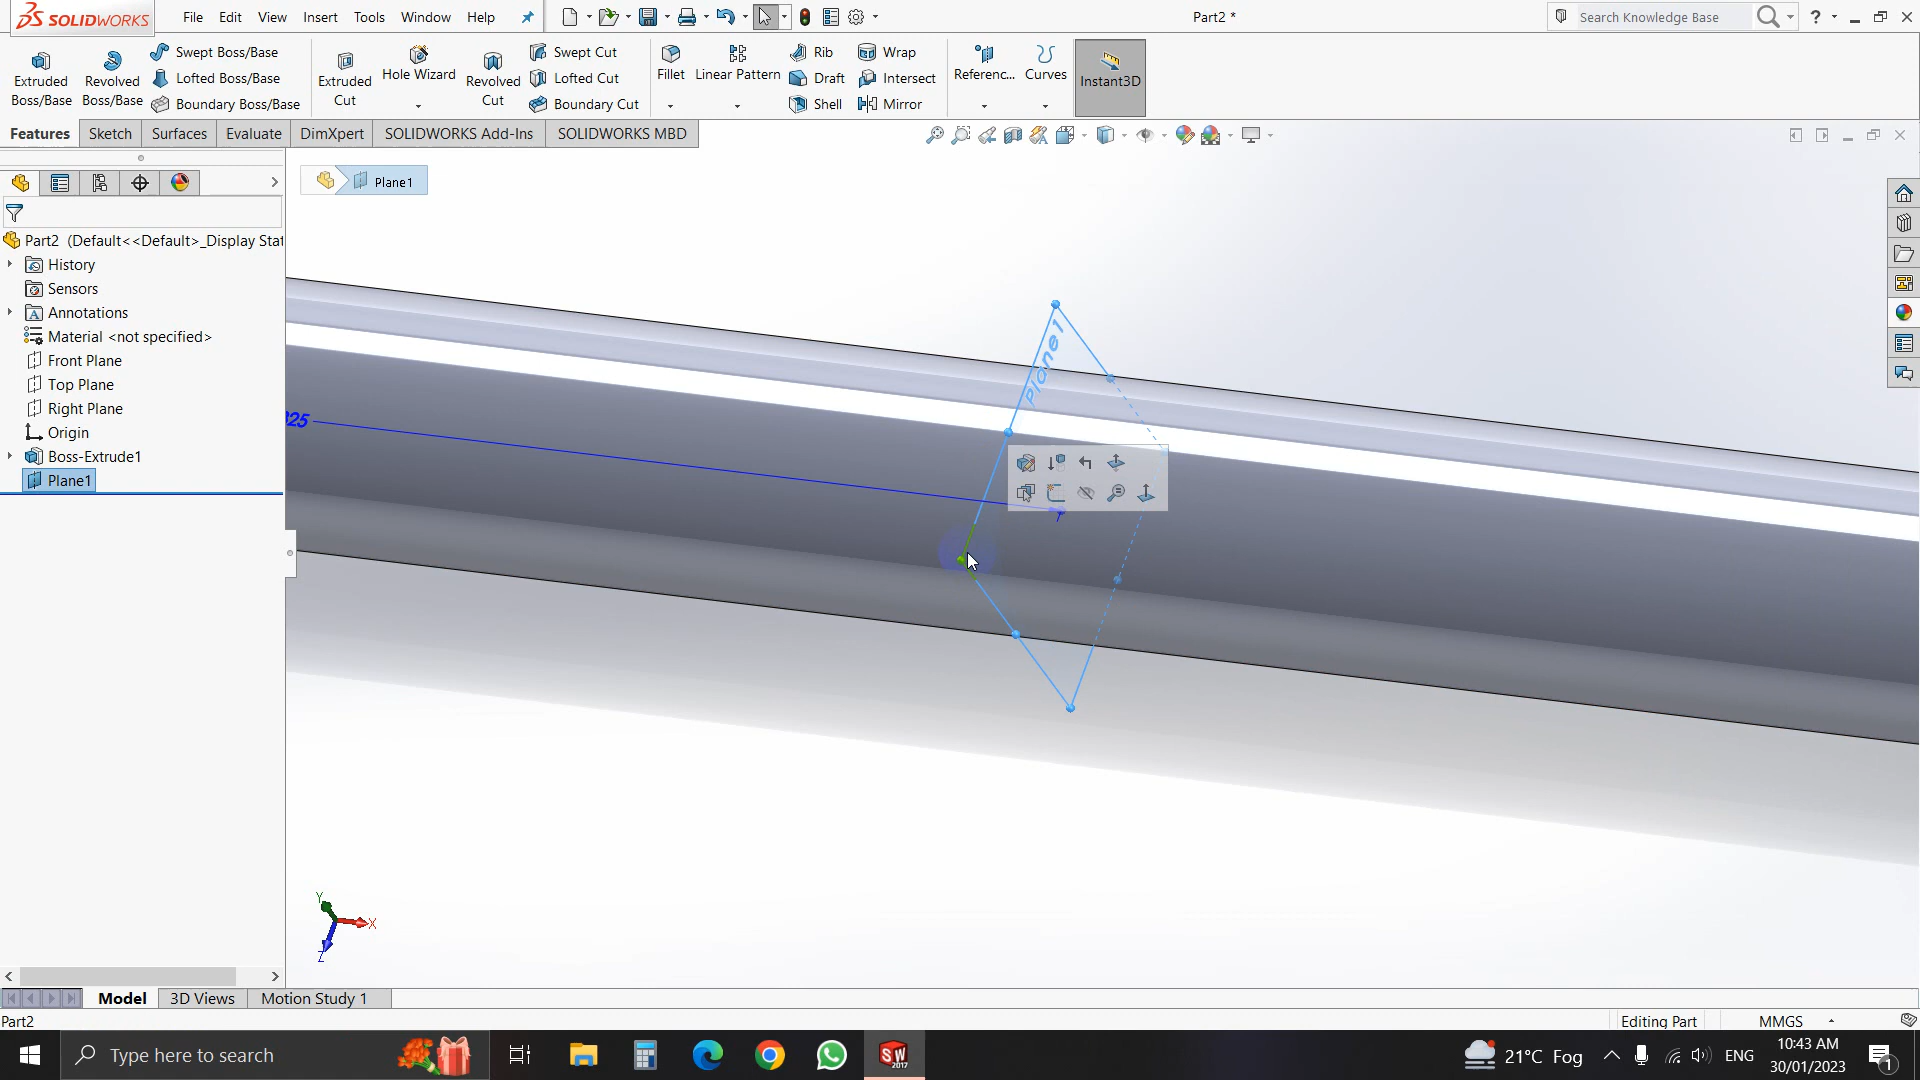 SOLIDWORKS File Edit View Insert Tools Window Help Part2 * Search Knowledge Base
Extruded Boss/Base
Revolved Boss/Base
Swept Boss/Base
Lofted Boss/Base
Boundary Boss/Base
Extruded Cut
Hole Wizard
Revolved Cut
Swept Cut
Lofted Cut
Boundary Cut
Fillet
Linear Pattern
Rib
Draft
Shell
Wrap
Intersect
Mirror
Referenc...
Curves
Instant3D
Features Sketch Surfaces Evaluate DimXpert SOLIDWORKS Add-Ins SOLIDWORKS MBD
Plane1
Part2 (Default<<Default>_Display Stat
History
Sensors
Annotations
Material <not specified>
Front Plane
Top Plane
Right Plane
Origin
Boss-Extrude1
Plane1
Plane1
Y
X
Z
Model 3D Views Motion Study 1
Part2 Editing Part MMGS
Type here to search
SW
2017
21°C Fog
ENG
10:43 AM
30/01/2023
1